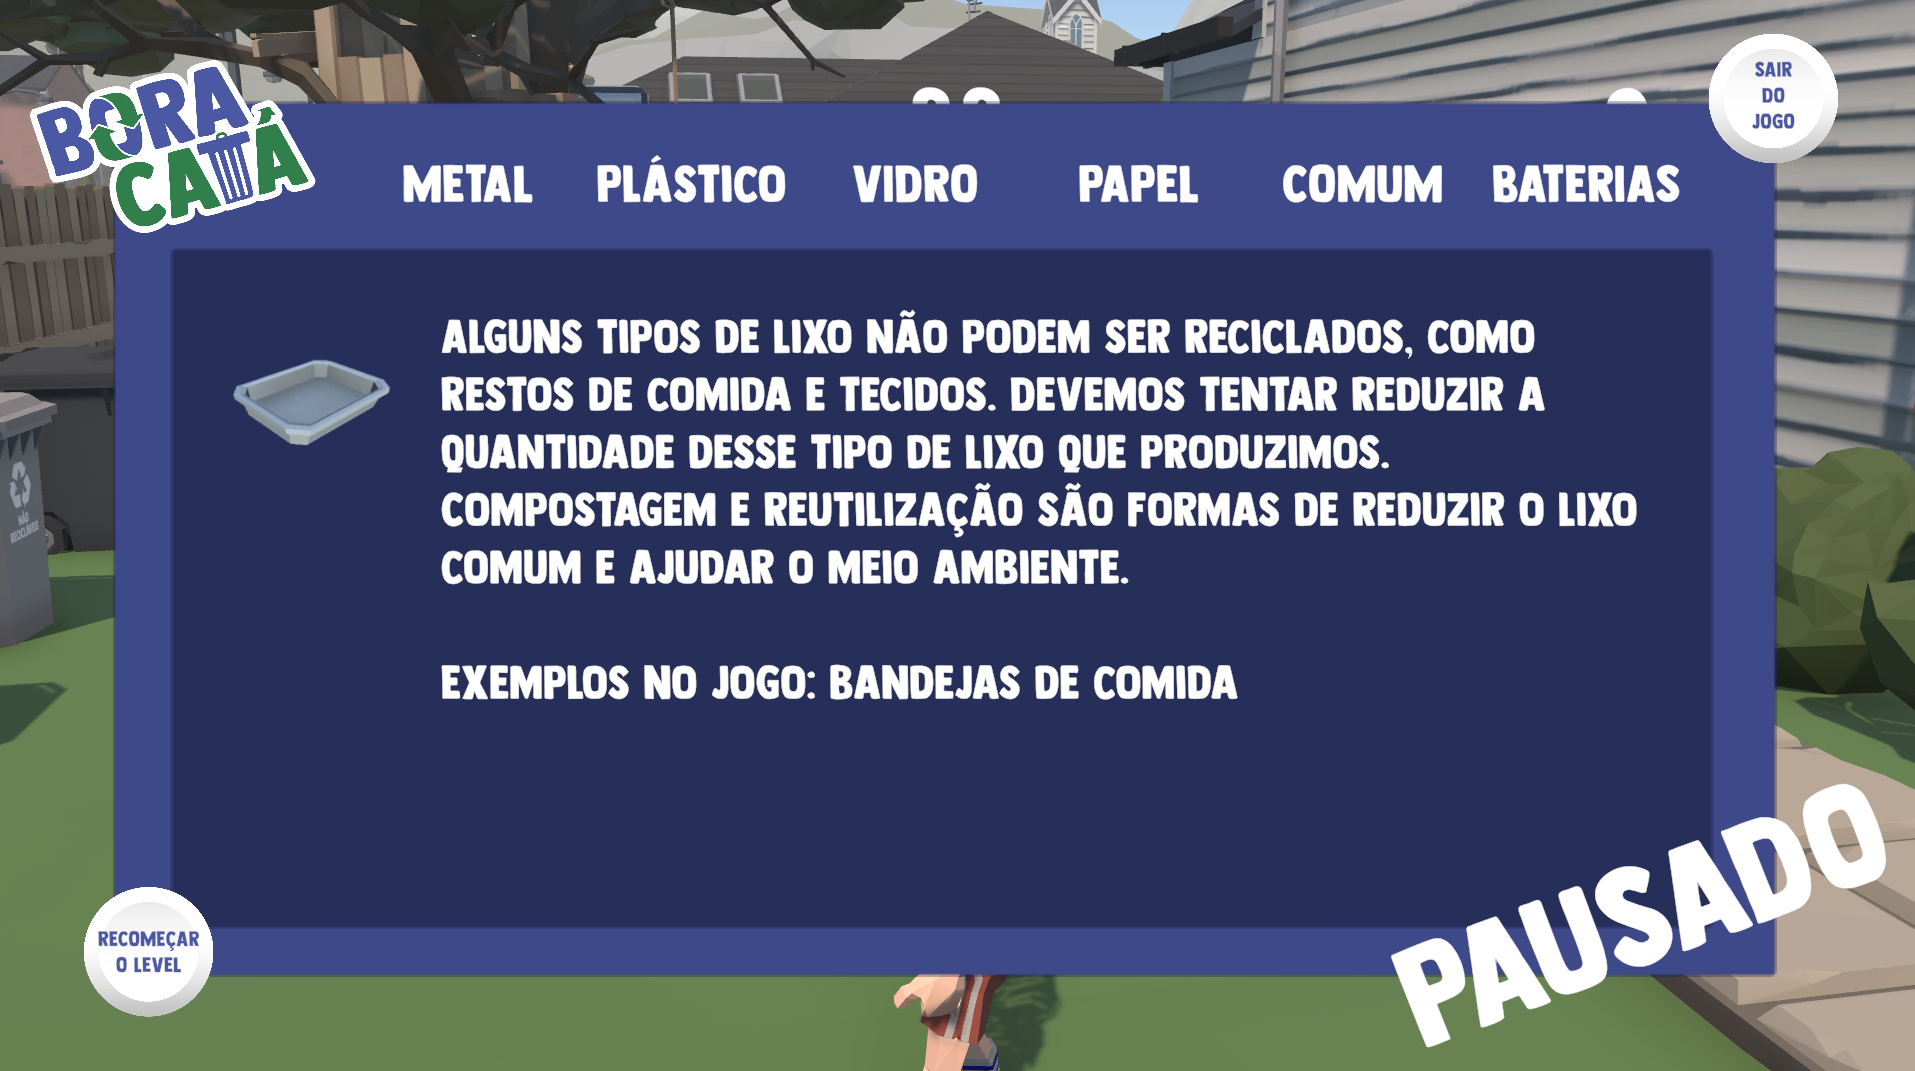 BORA
CATÁ
SAIR
DO
JOGO
METAL PLÁSTICO VIDRO PAPEL COMUM BATERIAS
ALGUNS TIPOS DE LIXO NÃO PODEM SER RECICLADOS, COMO
RESTOS DE COMIDA E TECIDOS. DEVEMOS TENTAR REDUZIR A
QUANTIDADE DESSE TIPO DE LIXO QUE PRODUZIMOS.
COMPOSTAGEM E REUTILIZAÇÃO SÃO FORMAS DE REDUZIR O LIXO
COMUM E AJUDAR O MEIO AMBIENTE.
EXEMPLOS NO JOGO: BANDEJAS DE COMIDA
NÃO
RECICLÁVEIS
RECOMEÇAR
O LEVEL
PAUSADO